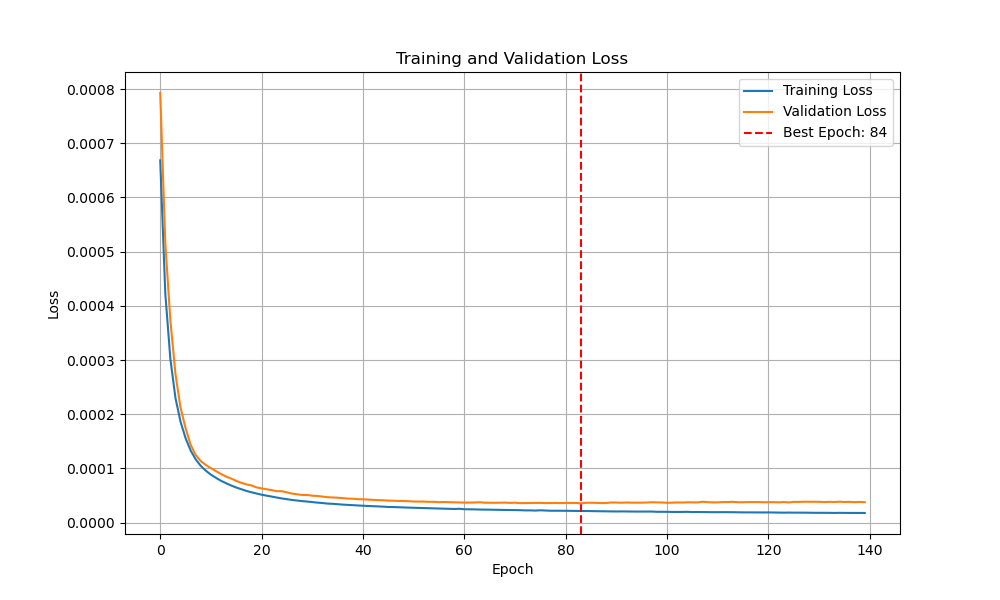 Training and Validation Loss
Training Loss
Validation Loss
Best Epoch: 84
0.0008
0.0007
0.0006
0.0005
0.0004
0.0003
0.0002
0.0001
0.0000
Loss
0 20 40 60 80 100 120 140
Epoch